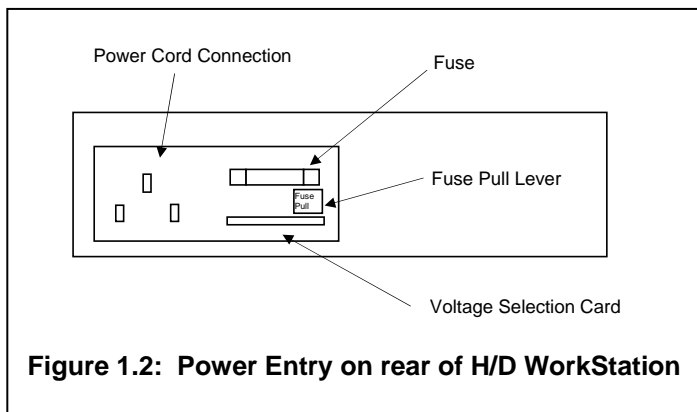 Power Cord Connection
Fuse
Fuse Pull Lever
Fuse
Pull
Voltage Selection Card
Figure 1.2: Power Entry on rear of H/D WorkStation